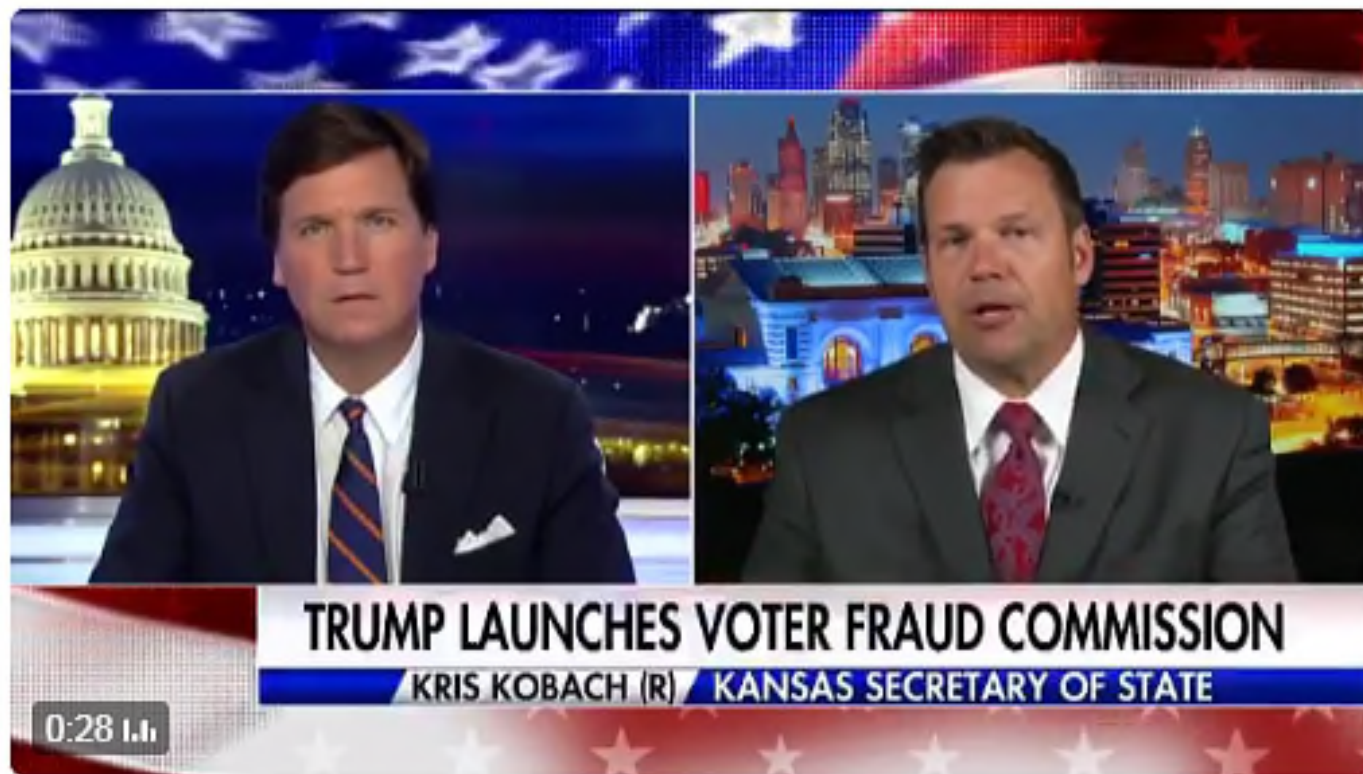 TRUMP LAUNCHES VOTER FRAUD COMMISSION
KRIS KOBACH (R) KANSAS SECRETARY OF STATE
0:28